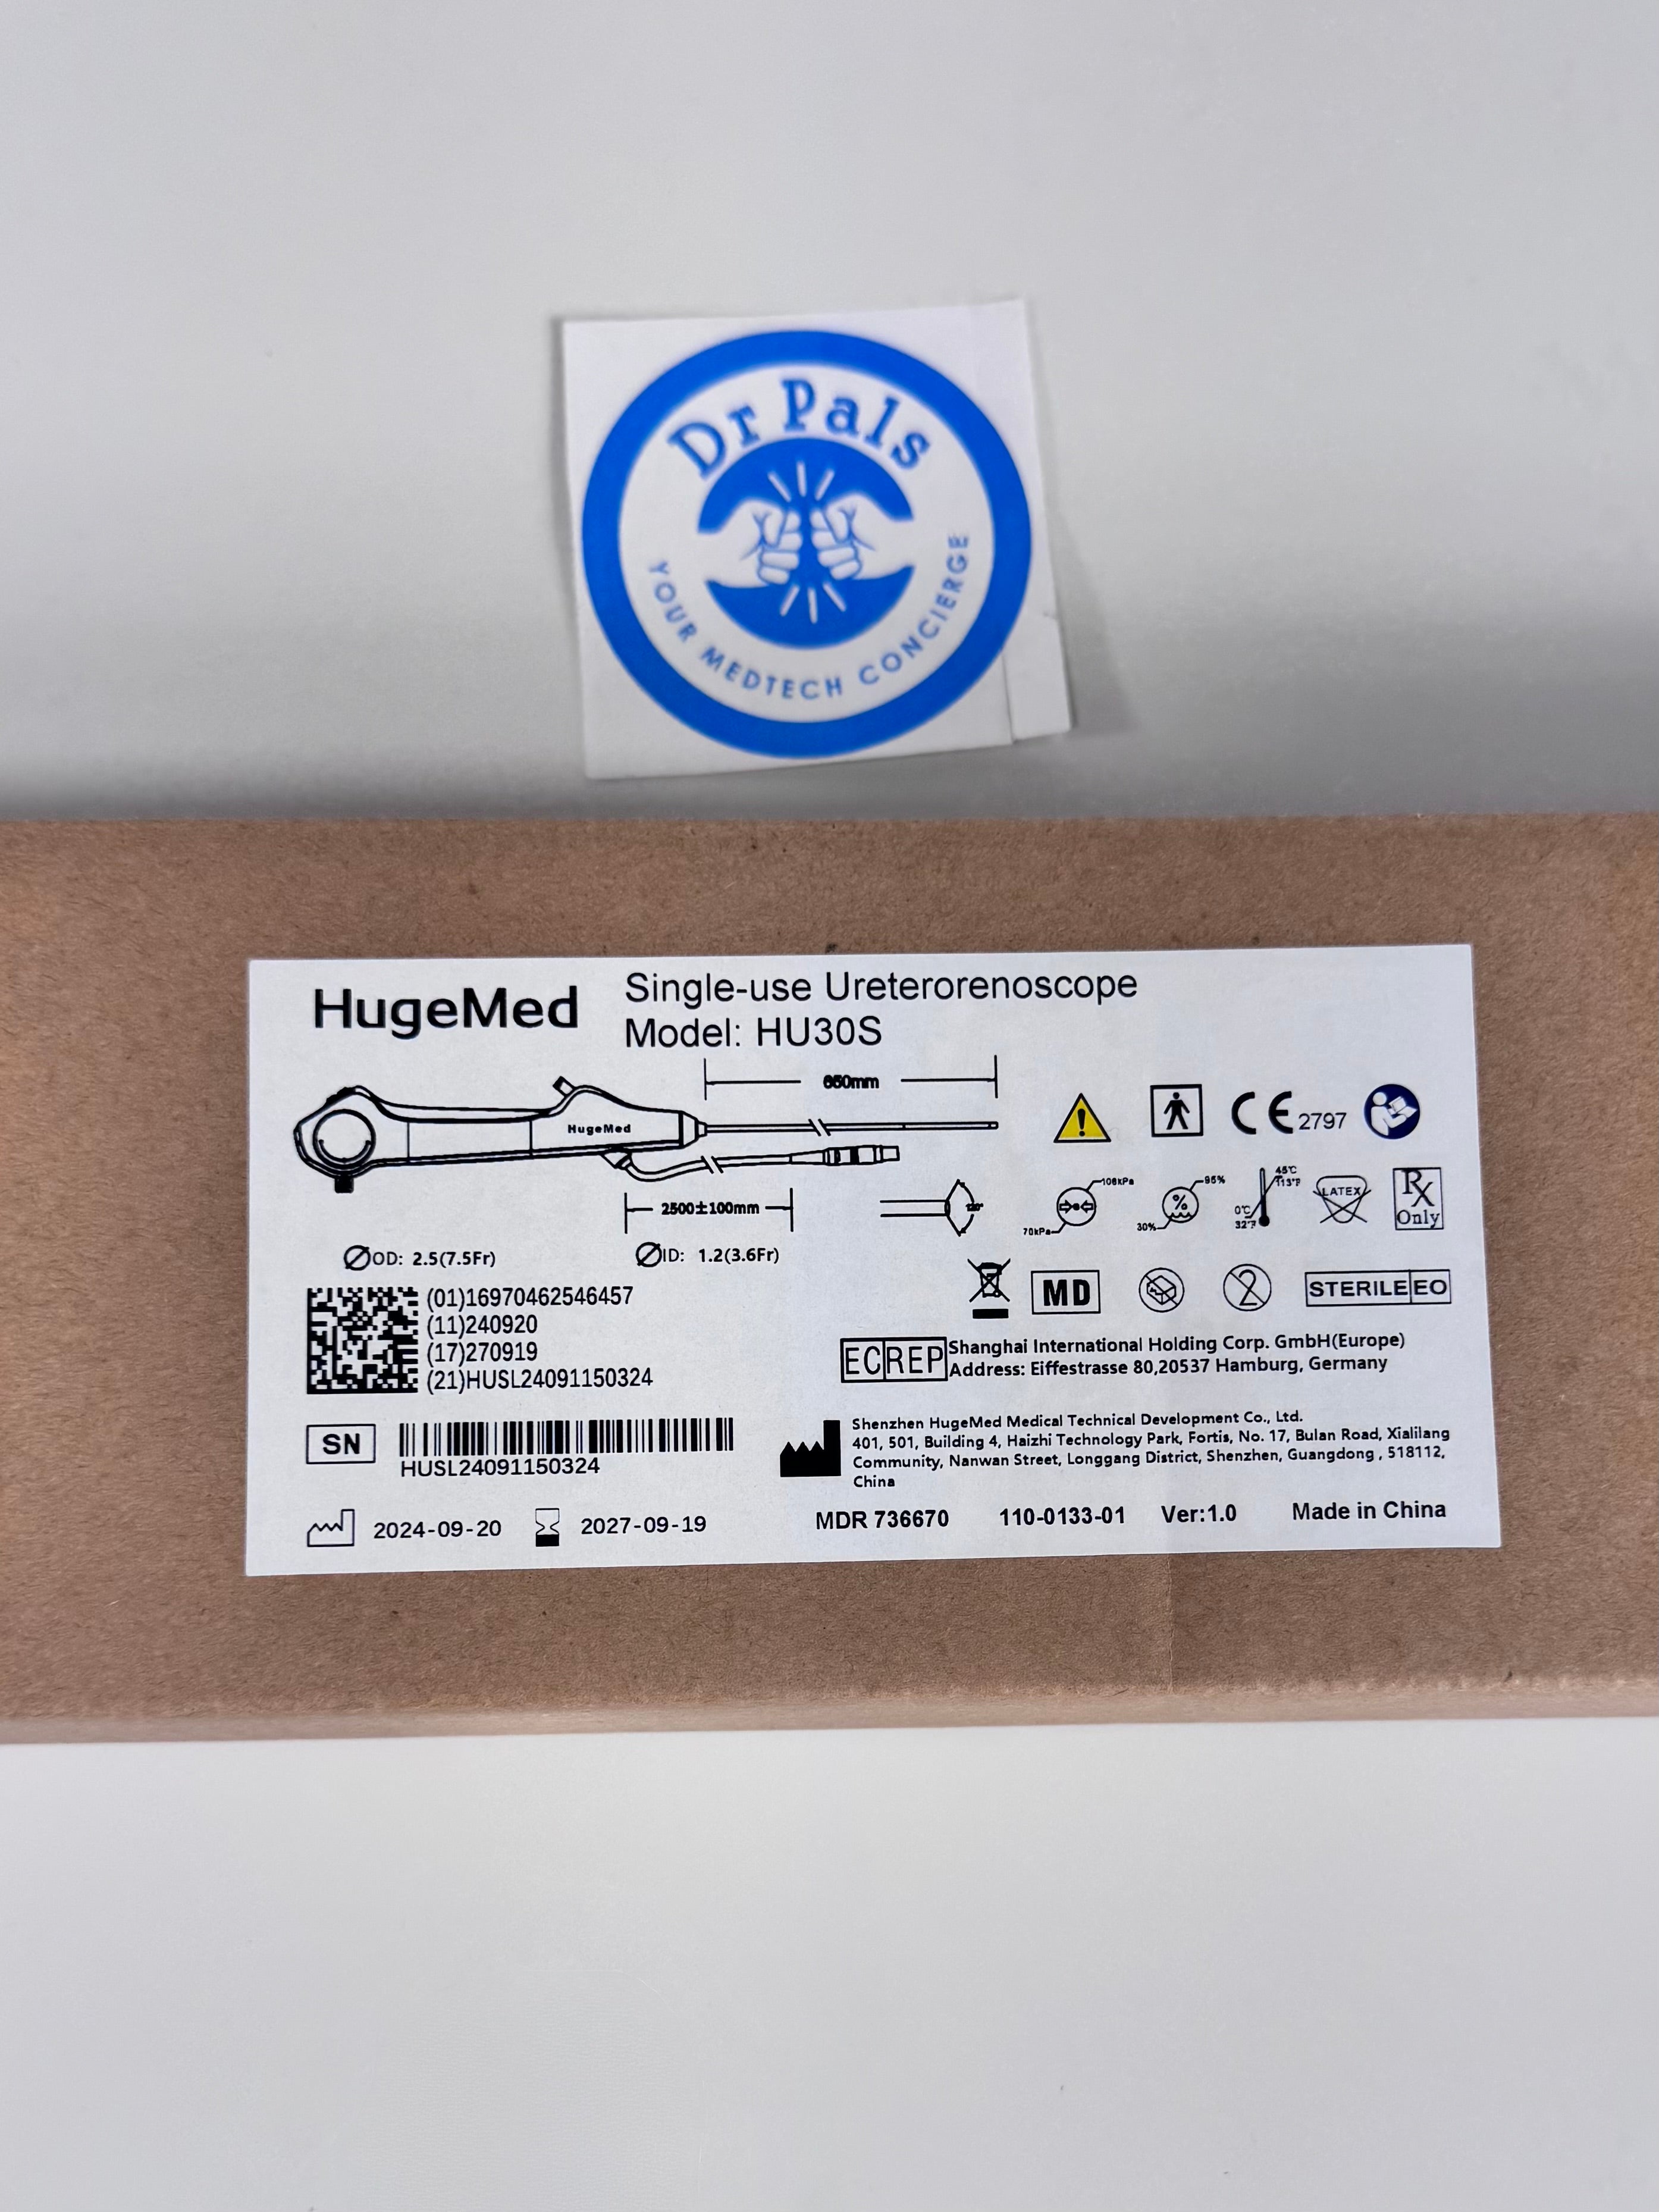 Dr Pals
YOUR MEDTECH CONCIERGE
HugeMed
Single-use Ureterorenoscope
Model: HU30S
650mm
HugeMed
2500±100mm
OD: 2.5(7.5Fr)
ID: 1.2(3.6Fr)
CE 2797
106kPa
70kPa
95%
30%
45℃
113℉
0℃
32℉
LATEX
Rx
Only
MD
2
STERILE EO
(01)16970462546457
(11)240920
(17)270919
(21)HUSL24091150324
EC REP
Shanghai International Holding Corp. GmbH(Europe)
Address: Eiffestrasse 80,20537 Hamburg, Germany
SN
HUSL24091150324
Shenzhen HugeMed Medical Technical Development Co., Ltd.
401, 501, Building 4, Haizhi Technology Park, Fortis, No. 17, Bulan Road, Xialilang
Community, Nanwan Street, Longgang District, Shenzhen, Guangdong , 518112,
China
2024-09-20
2027-09-19
MDR 736670
110-0133-01
Ver:1.0
Made in China